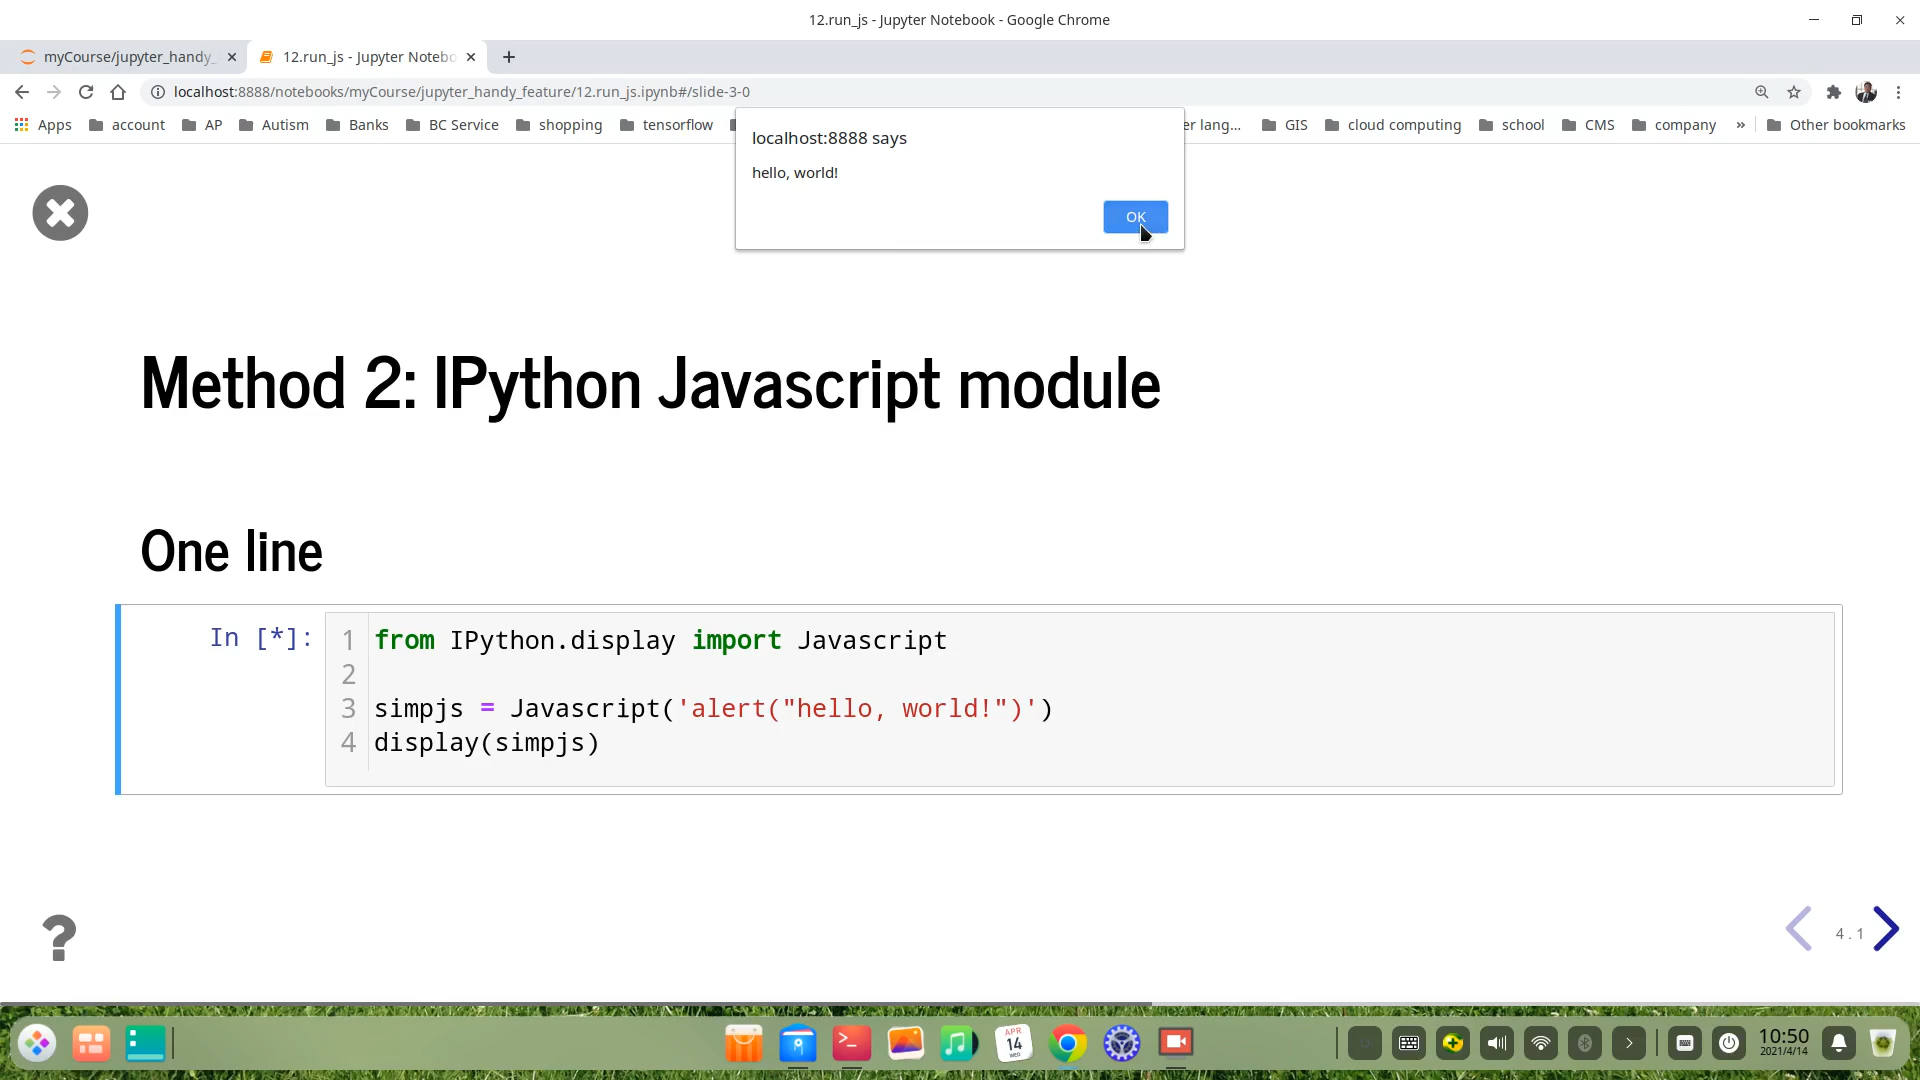 12.run_js - Jupyter Notebook - Google Chrome
myCourse/jupyter_handy_
12.run_js - Jupyter Notebo
localhost:8888/notebooks/myCourse/jupyter_handy_feature/12.run_js.ipynb#/slide-3-0
Apps account AP Autism Banks BC Service shopping tensorflow er lang... GIS cloud computing school CMS company » Other bookmarks
localhost:8888 says
hello, world!
OK
Method 2: IPython Javascript module
One line
In [*]:
1 from IPython.display import Javascript
2
3 simpjs = Javascript('alert("hello, world!")')
4 display(simpjs)
?
4 . 1
APR
14
WED
10:50
2021/4/14